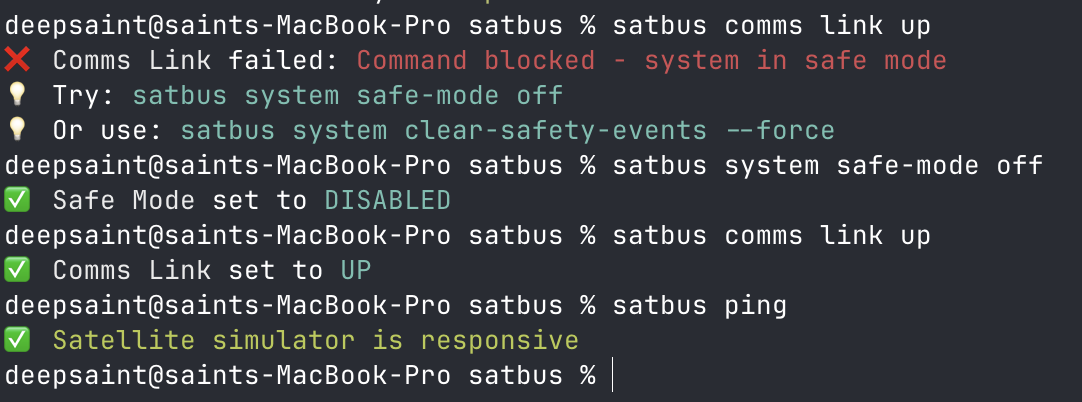 deepsaint@saints-MacBook-Pro satbus % satbus comms link up
❌ Comms Link failed: Command blocked - system in safe mode
💡 Try: satbus system safe-mode off
💡 Or use: satbus system clear-safety-events --force
deepsaint@saints-MacBook-Pro satbus % satbus system safe-mode off
✅ Safe Mode set to DISABLED
deepsaint@saints-MacBook-Pro satbus % satbus comms link up
✅ Comms Link set to UP
deepsaint@saints-MacBook-Pro satbus % satbus ping
✅ Satellite simulator is responsive
deepsaint@saints-MacBook-Pro satbus %